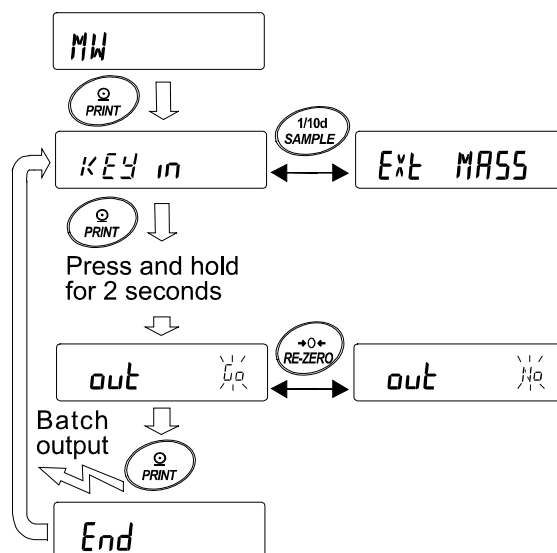 MW
PRINT
1/10d
SAMPLE
KEY in
Ext MASS
PRINT
Press and hold
for 2 seconds
→0←
RE-ZERO
out Go
out No
Batch
output
PRINT
End